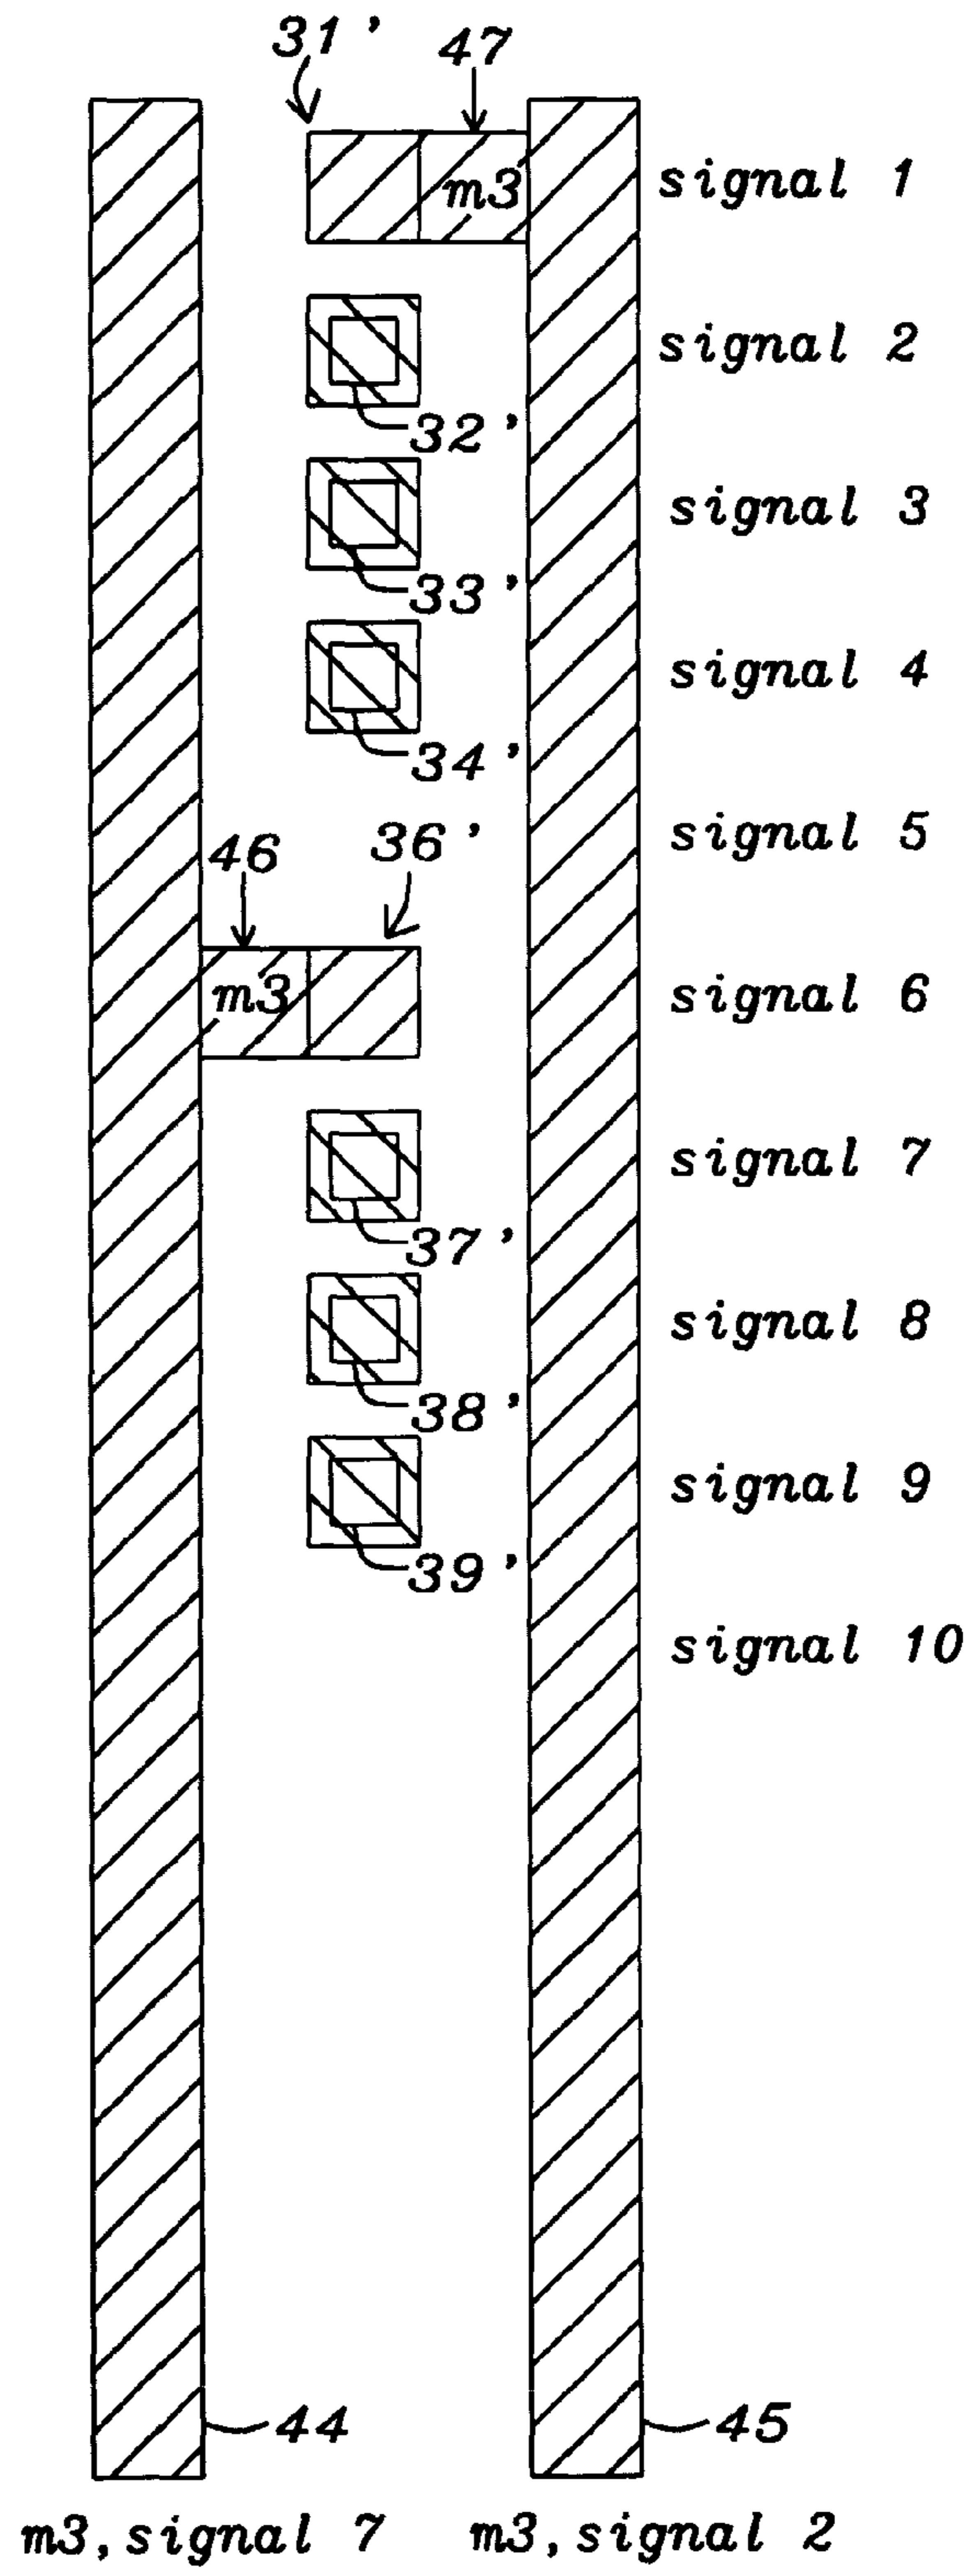 31' 47
m3 signal 1
signal 2
32'
signal 3
33'
signal 4
34'
signal 5
46 36'
m3 signal 6
signal 7
37'
signal 8
38'
signal 9
39'
signal 10
44 45
m3,signal 7 m3,signal 2